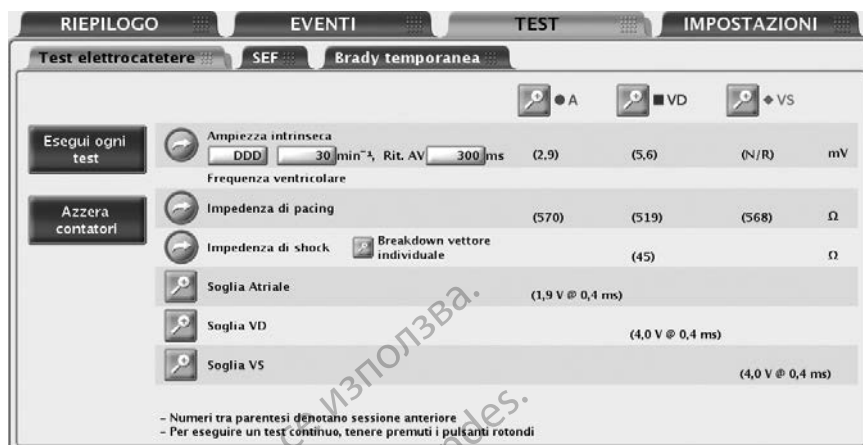 RIEPILOGO EVENTI TEST IMPOSTAZIONI
Test elettrocatetere SEF Brady temporanea
A VD VS
Esegui ogni test
Ampiezza intrinseca
DDD 30 min⁻¹, Rit. AV 300 ms (2,9) (5,6) (N/R) mV
Frequenza ventricolare
Azzera contatori
Impedenza di pacing (570) (519) (568) Ω
Impedenza di shock Breakdown vettore individuale (45) Ω
Soglia Atriale (1,9 V @ 0,4 ms)
Soglia VD (4,0 V @ 0,4 ms)
Soglia VS (4,0 V @ 0,4 ms)
- Numeri tra parentesi denotano sessione anteriore
- Per eseguire un test continuo, tenere premuti i pulsanti rotondi
се използва.